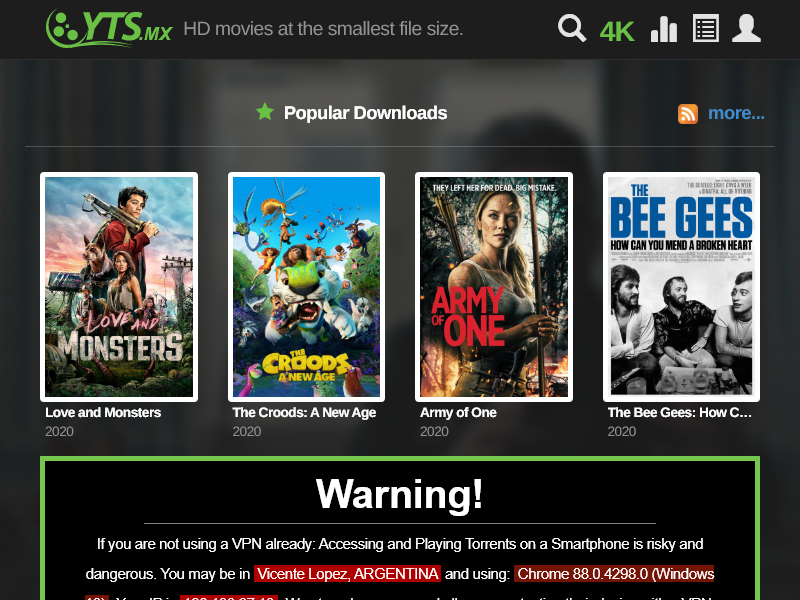 YTS.MX HD movies at the smallest file size. 4K
Popular Downloads more...
THEY LEFT HER FOR DEAD. BIG MISTAKE.
THE
BEE GEES
HOW CAN YOU MEND A BROKEN HEART
LOVE AND
MONSTERS
THE
CROODS
A NEW AGE
ARMY
OF ONE
Love and Monsters The Croods: A New Age Army of One The Bee Gees: How C...
2020 2020 2020 2020
Warning!
If you are not using a VPN already: Accessing and Playing Torrents on a Smartphone is risky and
dangerous. You may be in Vicente Lopez, ARGENTINA and using: Chrome 88.0.4298.0 (Windows